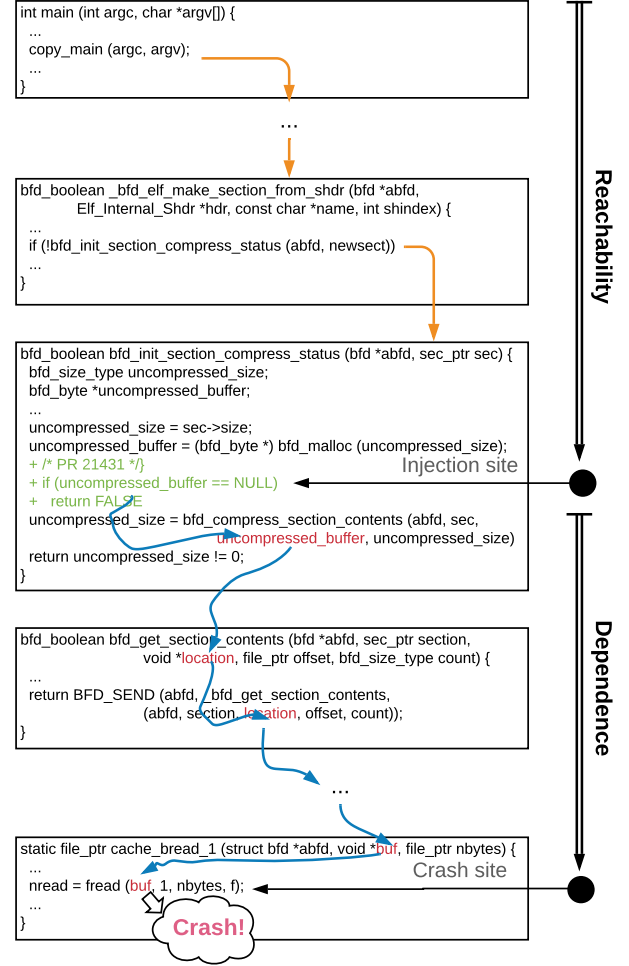 int main (int argc, char *argv[]) {
...
copy_main (argc, argv);
...
}
...
bfd_boolean _bfd_elf_make_section_from_shdr (bfd *abfd,
Elf_Internal_Shdr *hdr, const char *name, int shindex) {
...
if (!bfd_init_section_compress_status (abfd, newsect))
...
}
Reachability
bfd_boolean bfd_init_section_compress_status (bfd *abfd, sec_ptr sec) {
bfd_size_type uncompressed_size;
bfd_byte *uncompressed_buffer;
...
uncompressed_size = sec->size;
uncompressed_buffer = (bfd_byte *) bfd_malloc (uncompressed_size);
+ /* PR 21431 */}
Injection site
+ if (uncompressed_buffer == NULL)
+   return FALSE
uncompressed_size = bfd_compress_section_contents (abfd, sec,
uncompressed_buffer, uncompressed_size)
return uncompressed_size != 0;
}
bfd_boolean bfd_get_section_contents (bfd *abfd, sec_ptr section,
void *location, file_ptr offset, bfd_size_type count) {
...
return BFD_SEND (abfd, _bfd_get_section_contents,
(abfd, section, location, offset, count));
}
Dependence
...
static file_ptr cache_bread_1 (struct bfd *abfd, void *buf, file_ptr nbytes) {
...
Crash site
nread = fread (buf, 1, nbytes, f);
...
}
Crash!